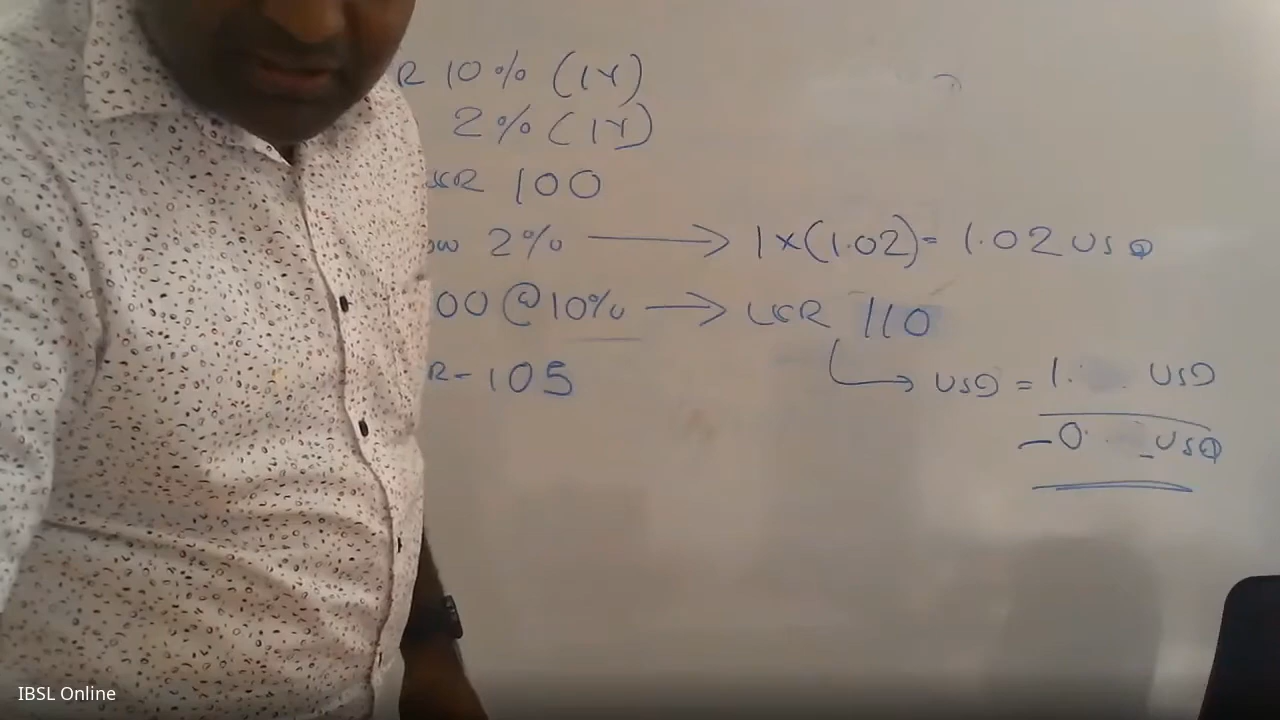 R 10% (1Y)
2% (1Y)
LKR 100
ow 2% → 1×(1.02) = 1.02 USD
00 @ 10% → LKR 110
R - 105
USD = 1. USD
- 0. USD
IBSL Online